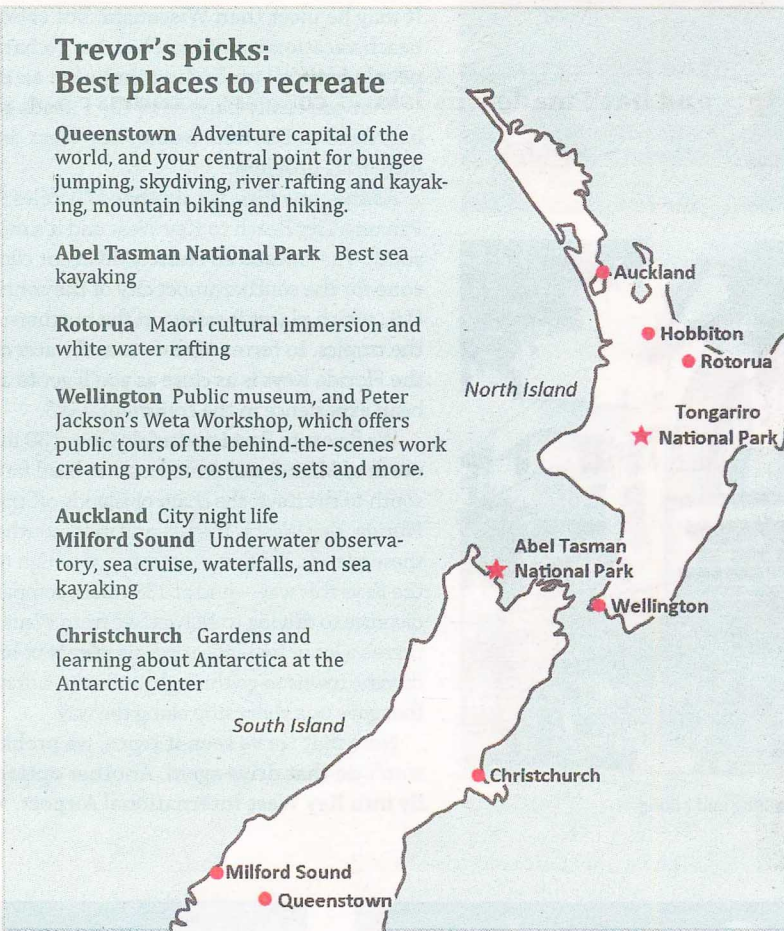 Trevor’s picks:
Best places to recreate
Queenstown Adventure capital of the
world, and your central point for bungee
jumping, skydiving, river rafting and kayak-
ing, mountain biking and hiking.
Abel Tasman National Park Best sea
kayaking
Rotorua Maori cultural immersion and
white water rafting
Wellington Public museum, and Peter
Jackson’s Weta Workshop, which offers
public tours of the behind-the-scenes work
creating props, costumes, sets and more.
Auckland City night life
Milford Sound Underwater observa-
tory, sea cruise, waterfalls, and sea
kayaking
Christchurch Gardens and
learning about Antarctica at the
Antarctic Center
Auckland
Hobbiton
Rotorua
North Island
Tongariro
National Park
Abel Tasman
National Park
Wellington
South Island
Christchurch
Milford Sound
Queenstown